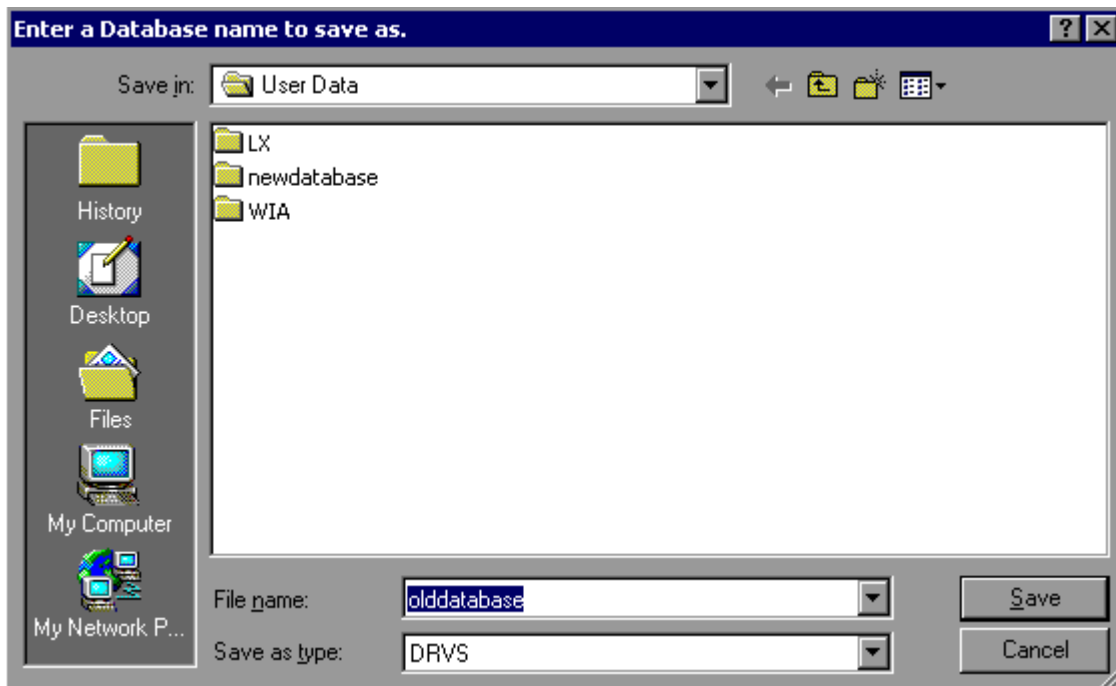 Enter a Database name to save as.
Save in: User Data
LX
newdatabase
WIA
History
Desktop
Files
My Computer
My Network P...
File name: olddatabase Save
Save as type: DRVS Cancel